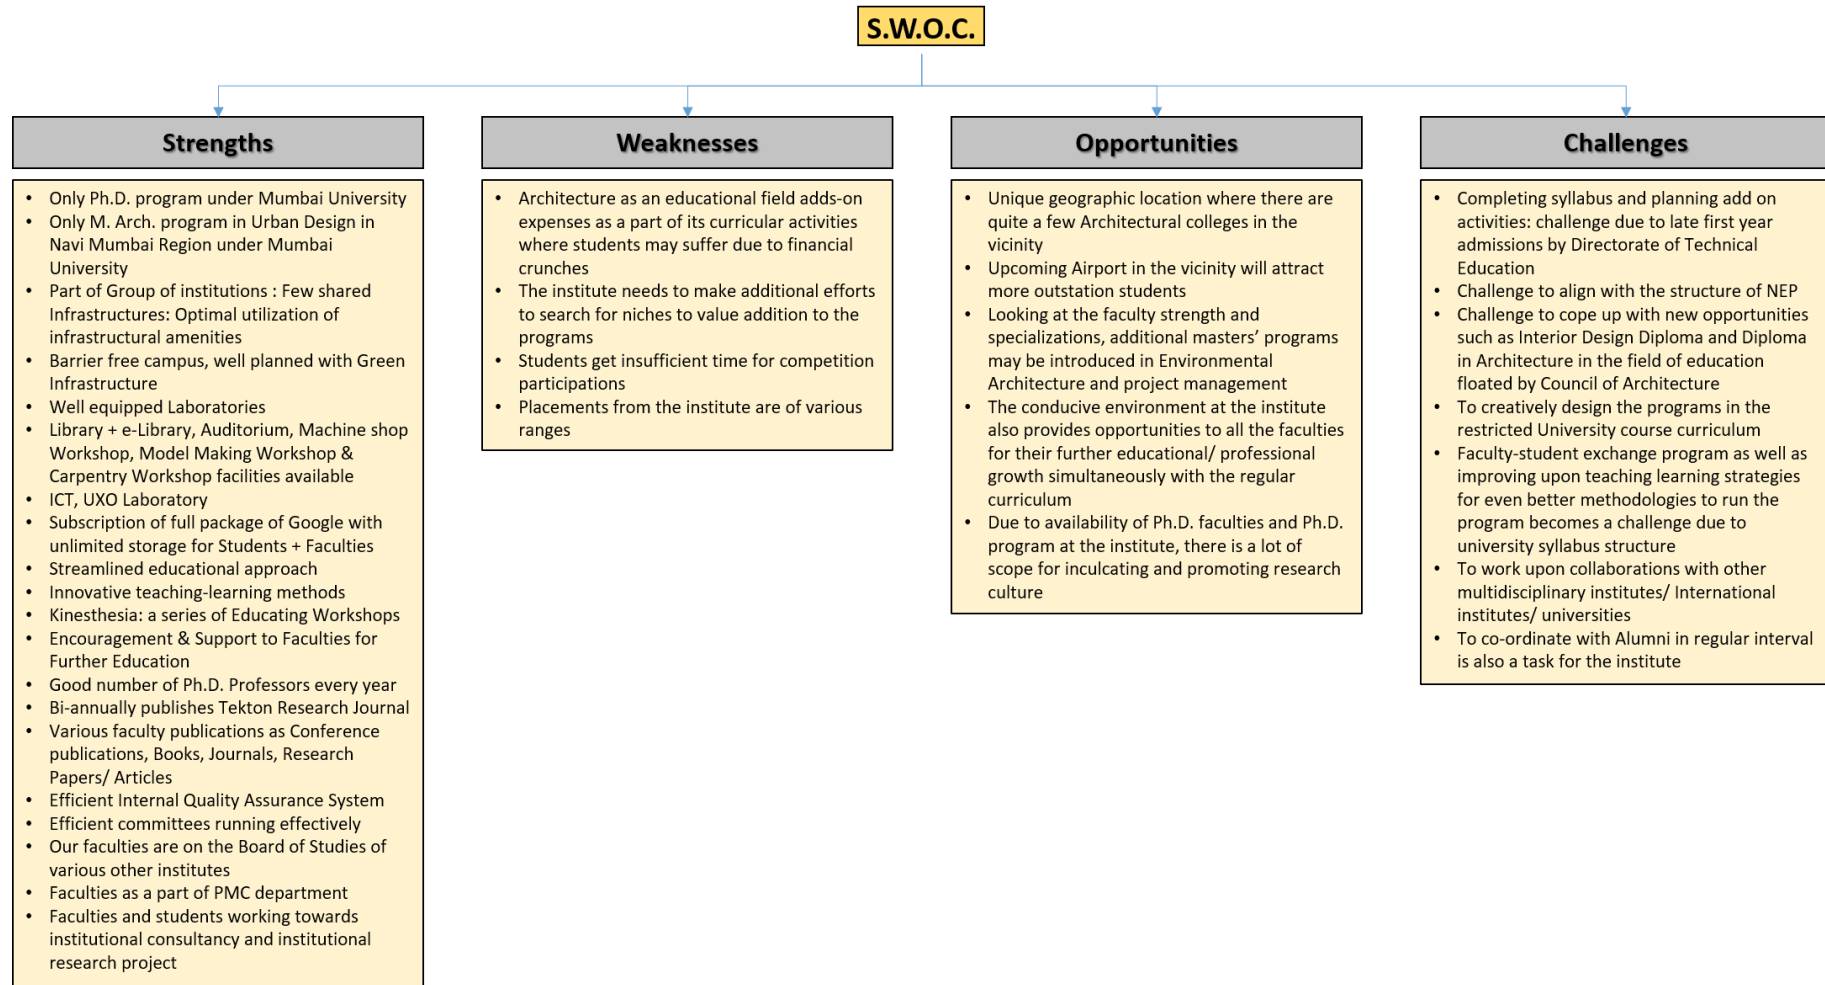 S.W.O.C.
Strengths
• Only Ph.D. program under Mumbai University
• Only M. Arch. program in Urban Design in
Navi Mumbai Region under Mumbai
University
• Part of Group of institutions : Few shared
Infrastructures: Optimal utilization of
infrastructural amenities
• Barrier free campus, well planned with Green
Infrastructure
• Well equipped Laboratories
• Library + e-Library, Auditorium, Machine shop
Workshop, Model Making Workshop &
Carpentry Workshop facilities available
• ICT, UXO Laboratory
• Subscription of full package of Google with
unlimited storage for Students + Faculties
• Streamlined educational approach
• Innovative teaching-learning methods
• Kinesthesia: a series of Educating Workshops
• Encouragement & Support to Faculties for
Further Education
• Good number of Ph.D. Professors every year
• Bi-annually publishes Tekton Research Journal
• Various faculty publications as Conference
publications, Books, Journals, Research
Papers/ Articles
• Efficient Internal Quality Assurance System
• Efficient committees running effectively
• Our faculties are on the Board of Studies of
various other institutes
• Faculties as a part of PMC department
• Faculties and students working towards
institutional consultancy and institutional
research project
Weaknesses
• Architecture as an educational field adds-on
expenses as a part of its curricular activities
where students may suffer due to financial
crunches
• The institute needs to make additional efforts
to search for niches to value addition to the
programs
• Students get insufficient time for competition
participations
• Placements from the institute are of various
ranges
Opportunities
• Unique geographic location where there are
quite a few Architectural colleges in the
vicinity
• Upcoming Airport in the vicinity will attract
more outstation students
• Looking at the faculty strength and
specializations, additional masters’ programs
may be introduced in Environmental
Architecture and project management
• The conducive environment at the institute
also provides opportunities to all the faculties
for their further educational/ professional
growth simultaneously with the regular
curriculum
• Due to availability of Ph.D. faculties and Ph.D.
program at the institute, there is a lot of
scope for inculcating and promoting research
culture
Challenges
• Completing syllabus and planning add on
activities: challenge due to late first year
admissions by Directorate of Technical
Education
• Challenge to align with the structure of NEP
• Challenge to cope up with new opportunities
such as Interior Design Diploma and Diploma
in Architecture in the field of education
floated by Council of Architecture
• To creatively design the programs in the
restricted University course curriculum
• Faculty-student exchange program as well as
improving upon teaching learning strategies
for even better methodologies to run the
program becomes a challenge due to
university syllabus structure
• To work upon collaborations with other
multidisciplinary institutes/ International
institutes/ universities
• To co-ordinate with Alumni in regular interval
is also a task for the institute